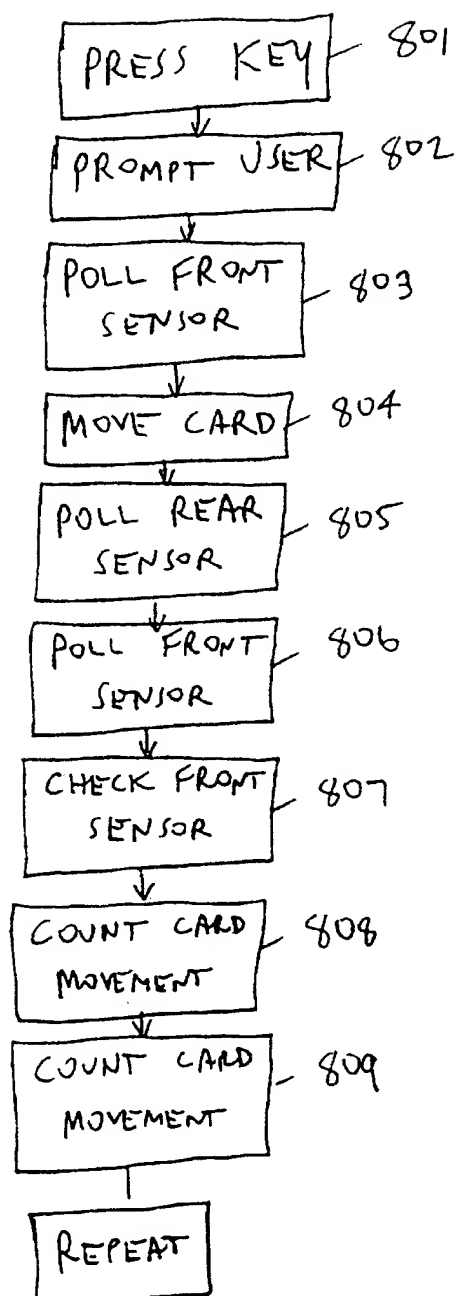 PRESS KEY 801
PROMPT USER 802
POLL FRONT
SENSOR 803
MOVE CARD 804
POLL REAR
SENSOR 805
POLL FRONT
SENSOR 806
CHECK FRONT
SENSOR 807
COUNT CARD
MOVEMENT 808
COUNT CARD
MOVEMENT 809
REPEAT